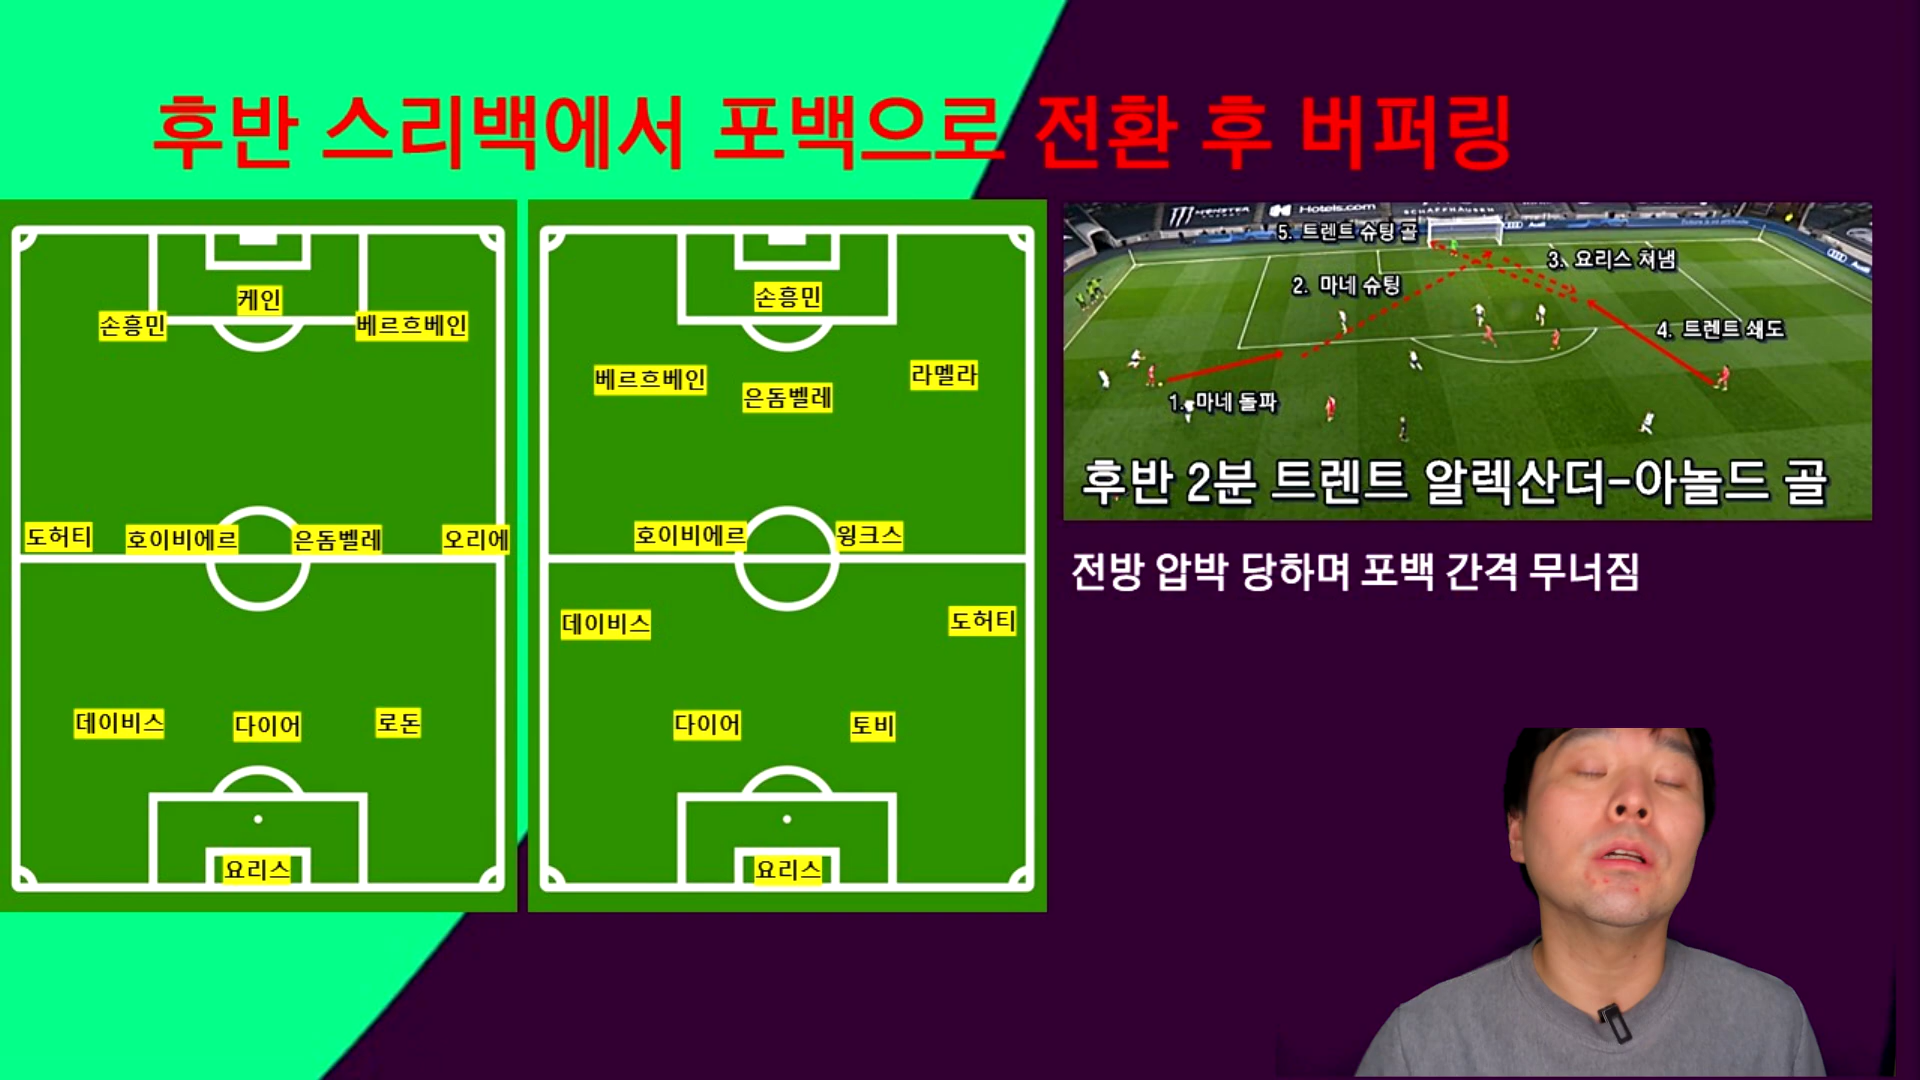 후반 스리백에서 포백으로 전환 후 버퍼링
케인
손흥민
베르흐베인
도허티
호이비에르
은돔벨레
오리에
데이비스
다이어
로돈
요리스
손흥민
베르흐베인
은돔벨레
라멜라
호이비에르
윙크스
데이비스
도허티
다이어
토비
요리스
MONSTER
Hotels.com
SCHAFFHAUSEN
Audi
Audi
5. 트렌트 슈팅 골
3. 요리스 쳐냄
2. 마네 슈팅
4. 트렌트 쇄도
1. 마네 돌파
후반 2분 트렌트 알렉산더-아놀드 골
전방 압박 당하며 포백 간격 무너짐